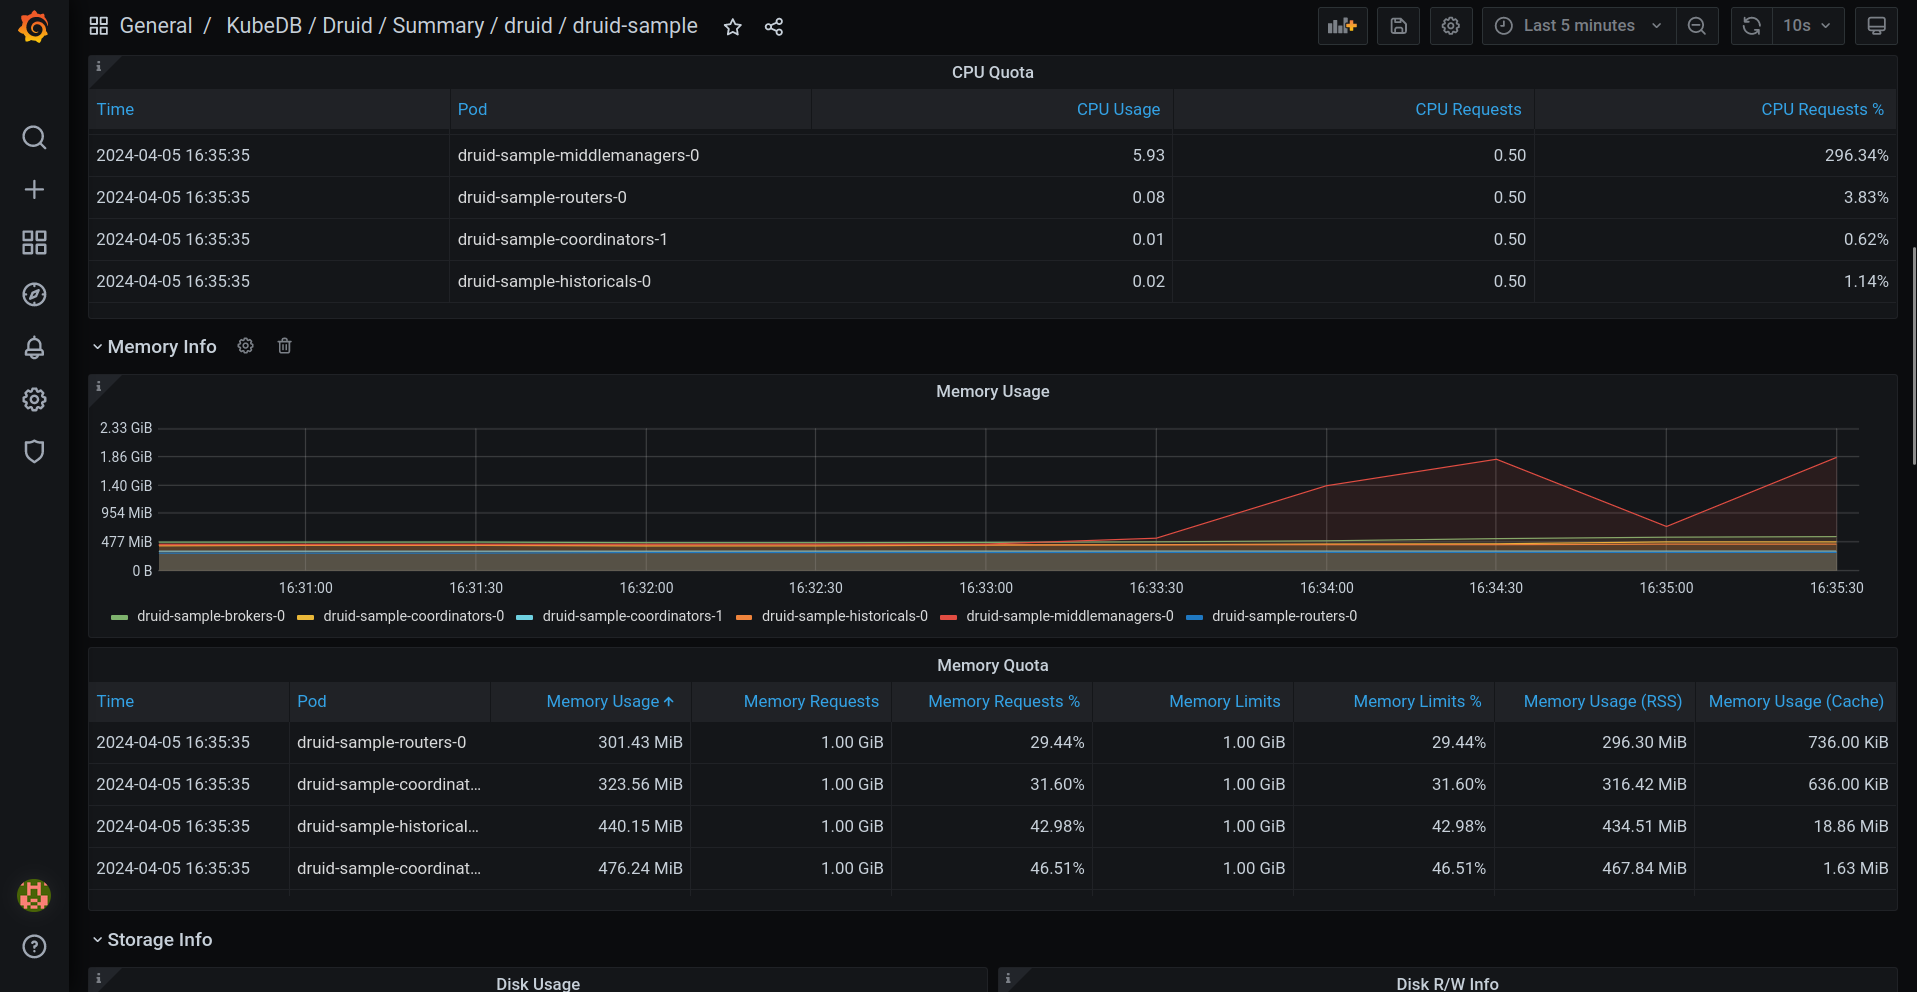 General / KubeDB / Druid / Summary / druid / druid-sample
Last 5 minutes
10s
CPU Quota
Time Pod CPU Usage CPU Requests CPU Requests %
2024-04-05 16:35:35 druid-sample-middlemanagers-0 5.93 0.50 296.34%
2024-04-05 16:35:35 druid-sample-routers-0 0.08 0.50 3.83%
2024-04-05 16:35:35 druid-sample-coordinators-1 0.01 0.50 0.62%
2024-04-05 16:35:35 druid-sample-historicals-0 0.02 0.50 1.14%
Memory Info
Memory Usage
2.33 GiB
1.86 GiB
1.40 GiB
954 MiB
477 MiB
0 B
16:31:00 16:31:30 16:32:00 16:32:30 16:33:00 16:33:30 16:34:00 16:34:30 16:35:00 16:35:30
druid-sample-brokers-0 druid-sample-coordinators-0 druid-sample-coordinators-1 druid-sample-historicals-0 druid-sample-middlemanagers-0 druid-sample-routers-0
Memory Quota
Time Pod Memory Usage Memory Requests Memory Requests % Memory Limits Memory Limits % Memory Usage (RSS) Memory Usage (Cache)
2024-04-05 16:35:35 druid-sample-routers-0 301.43 MiB 1.00 GiB 29.44% 1.00 GiB 29.44% 296.30 MiB 736.00 KiB
2024-04-05 16:35:35 druid-sample-coordinat... 323.56 MiB 1.00 GiB 31.60% 1.00 GiB 31.60% 316.42 MiB 636.00 KiB
2024-04-05 16:35:35 druid-sample-historical... 440.15 MiB 1.00 GiB 42.98% 1.00 GiB 42.98% 434.51 MiB 18.86 MiB
2024-04-05 16:35:35 druid-sample-coordinat... 476.24 MiB 1.00 GiB 46.51% 1.00 GiB 46.51% 467.84 MiB 1.63 MiB
Storage Info
Disk Usage
Disk R/W Info